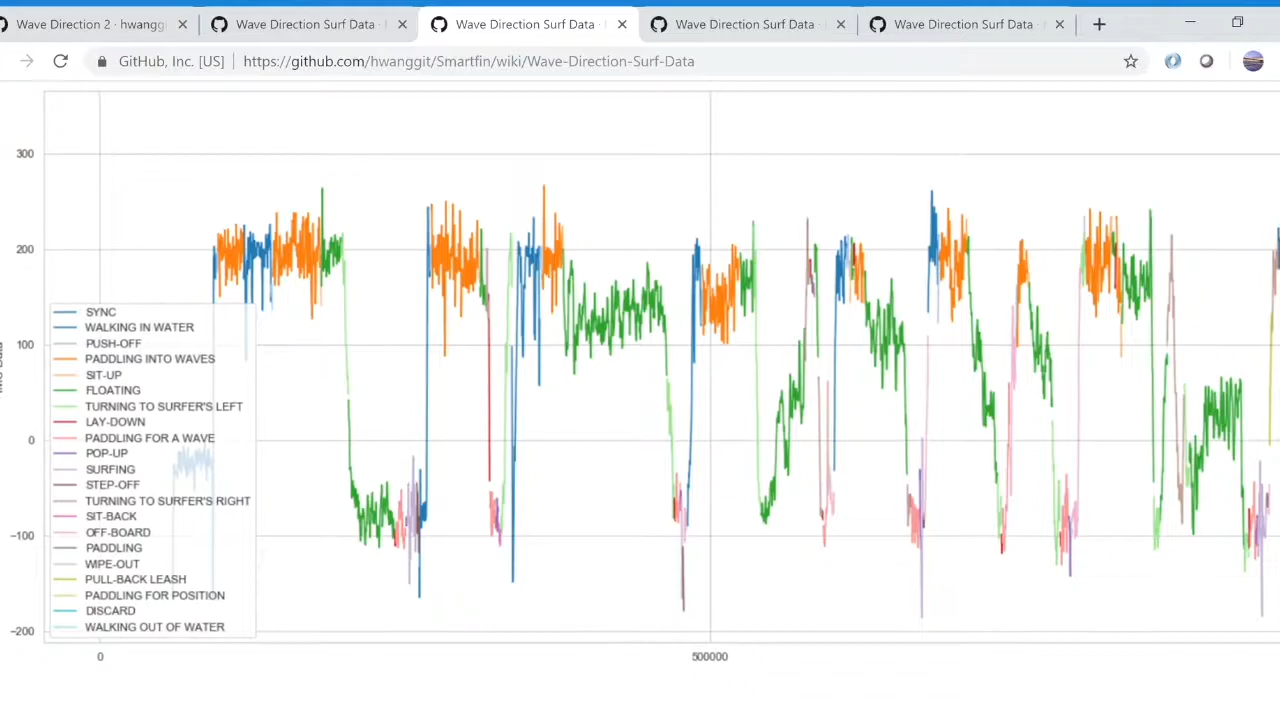 Wave Direction 2 · hwangg
Wave Direction Surf Data ·
Wave Direction Surf Data ·
Wave Direction Surf Data ·
Wave Direction Surf Data ·
GitHub, Inc. [US] https://github.com/hwanggit/Smartfin/wiki/Wave-Direction-Surf-Data
300
200
100
0
−100
−200
SYNC
WALKING IN WATER
PUSH-OFF
PADDLING INTO WAVES
SIT-UP
FLOATING
TURNING TO SURFER'S LEFT
LAY-DOWN
PADDLING FOR A WAVE
POP-UP
SURFING
STEP-OFF
TURNING TO SURFER'S RIGHT
SIT-BACK
OFF-BOARD
PADDLING
WIPE-OUT
PULL-BACK LEASH
PADDLING FOR POSITION
DISCARD
WALKING OUT OF WATER
0
500000